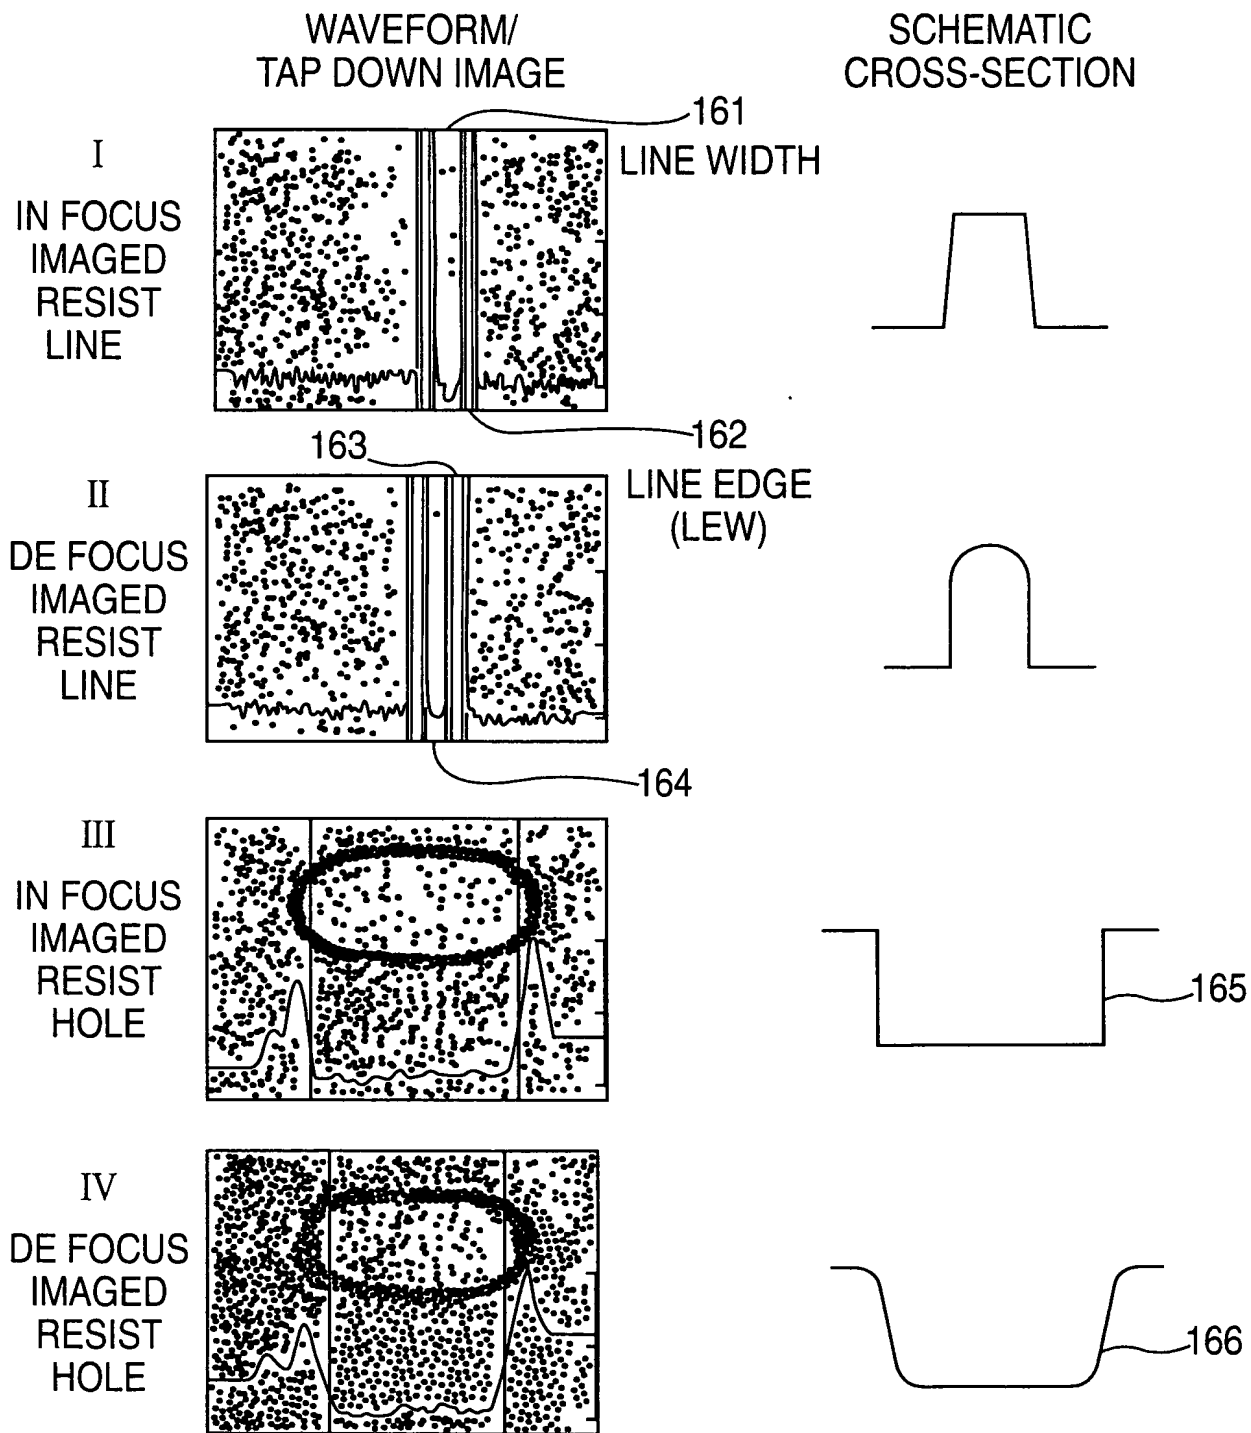 WAVEFORM/
TAP DOWN IMAGE
SCHEMATIC
CROSS-SECTION
161
LINE WIDTH
I
IN FOCUS
IMAGED
RESIST
LINE
162
LINE EDGE
(LEW)
163
II
DE FOCUS
IMAGED
RESIST
LINE
164
III
IN FOCUS
IMAGED
RESIST
HOLE
165
IV
DE FOCUS
IMAGED
RESIST
HOLE
166